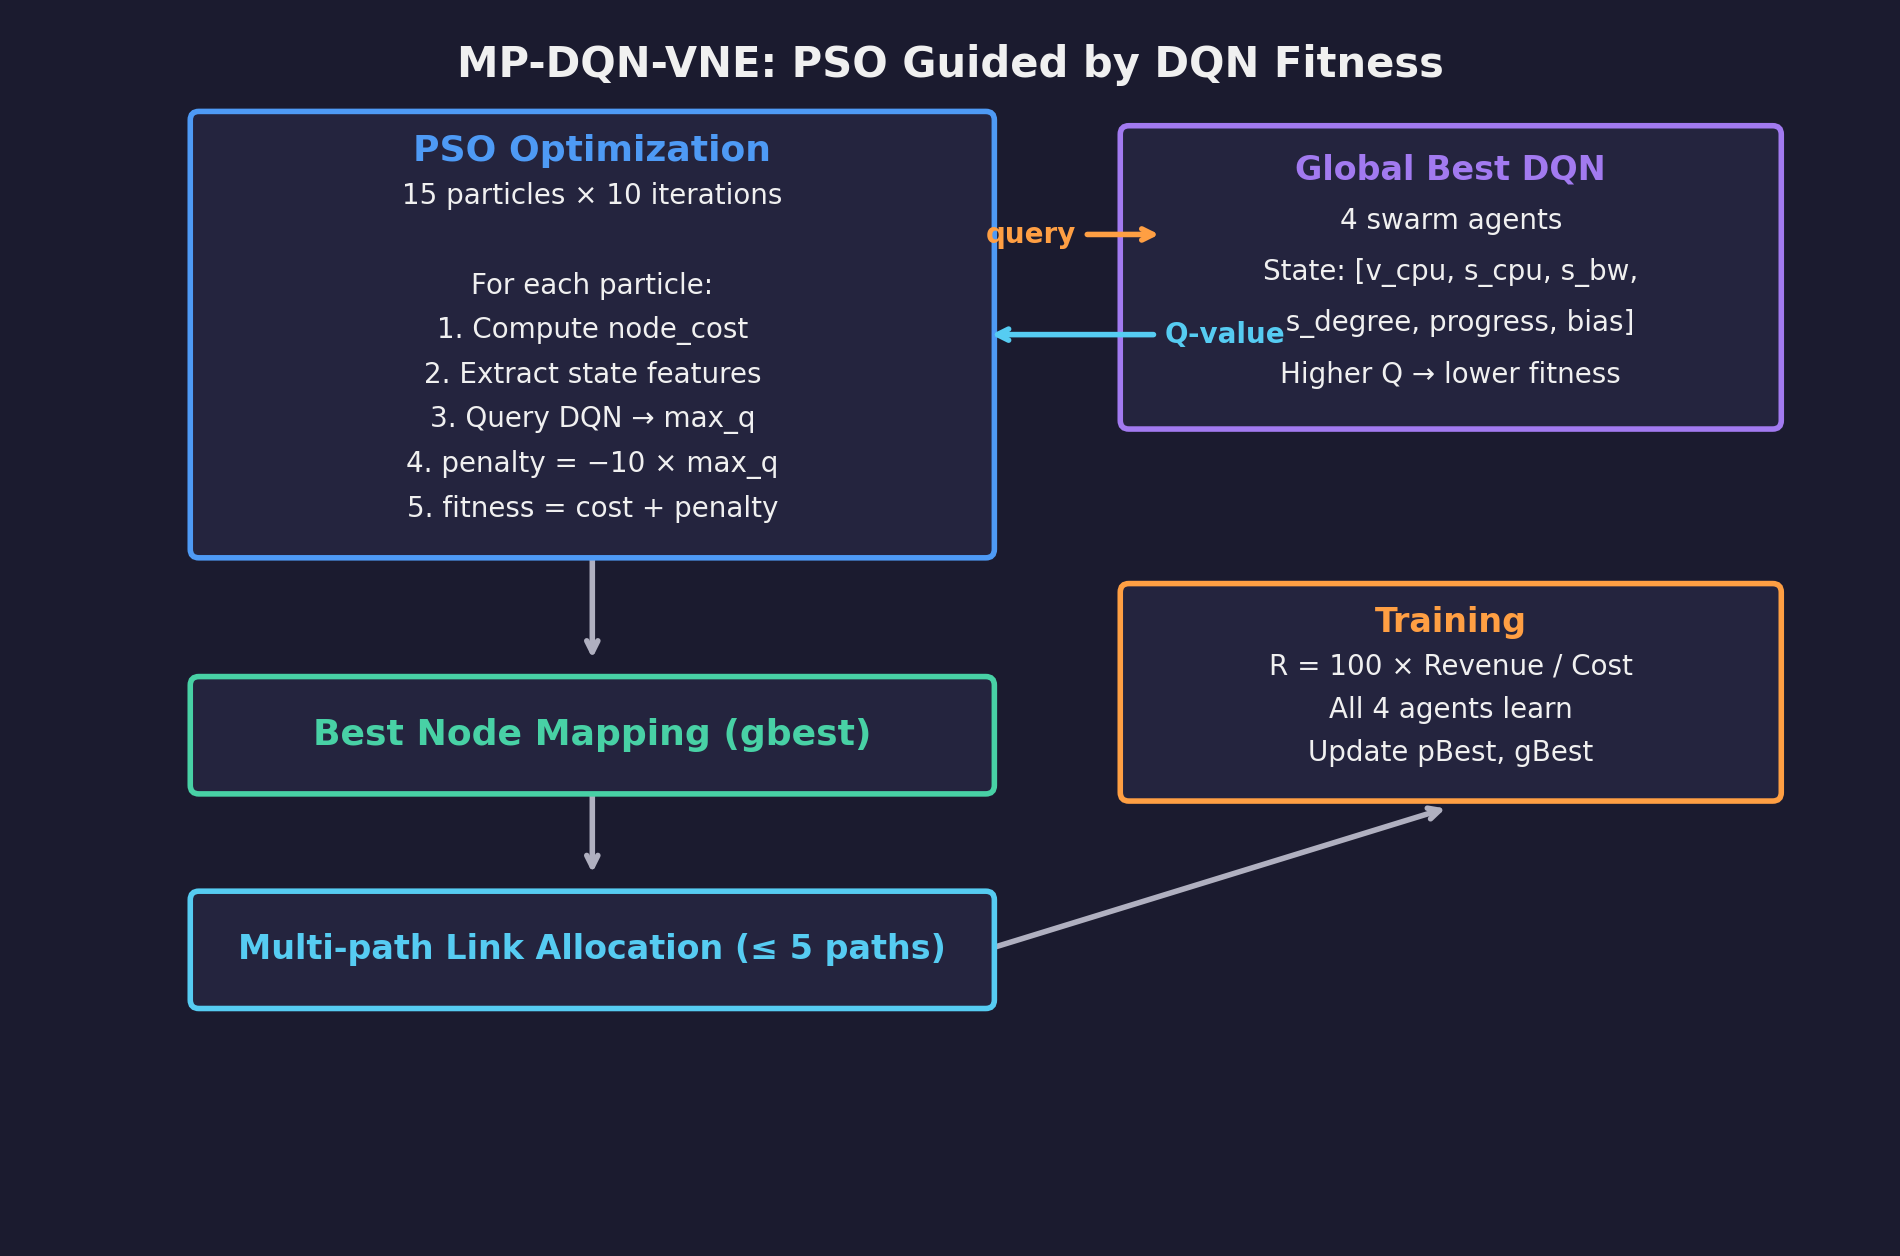 MP-DQN-VNE: PSO Guided by DQN Fitness
PSO Optimization
15 particles × 10 iterations
For each particle:
1. Compute node_cost
2. Extract state features
3. Query DQN → max_q
4. penalty = −10 × max_q
5. fitness = cost + penalty
query
Q-value
Global Best DQN
4 swarm agents
State: [v_cpu, s_cpu, s_bw,
s_degree, progress, bias]
Higher Q → lower fitness
Best Node Mapping (gbest)
Multi-path Link Allocation (≤ 5 paths)
Training
R = 100 × Revenue / Cost
All 4 agents learn
Update pBest, gBest